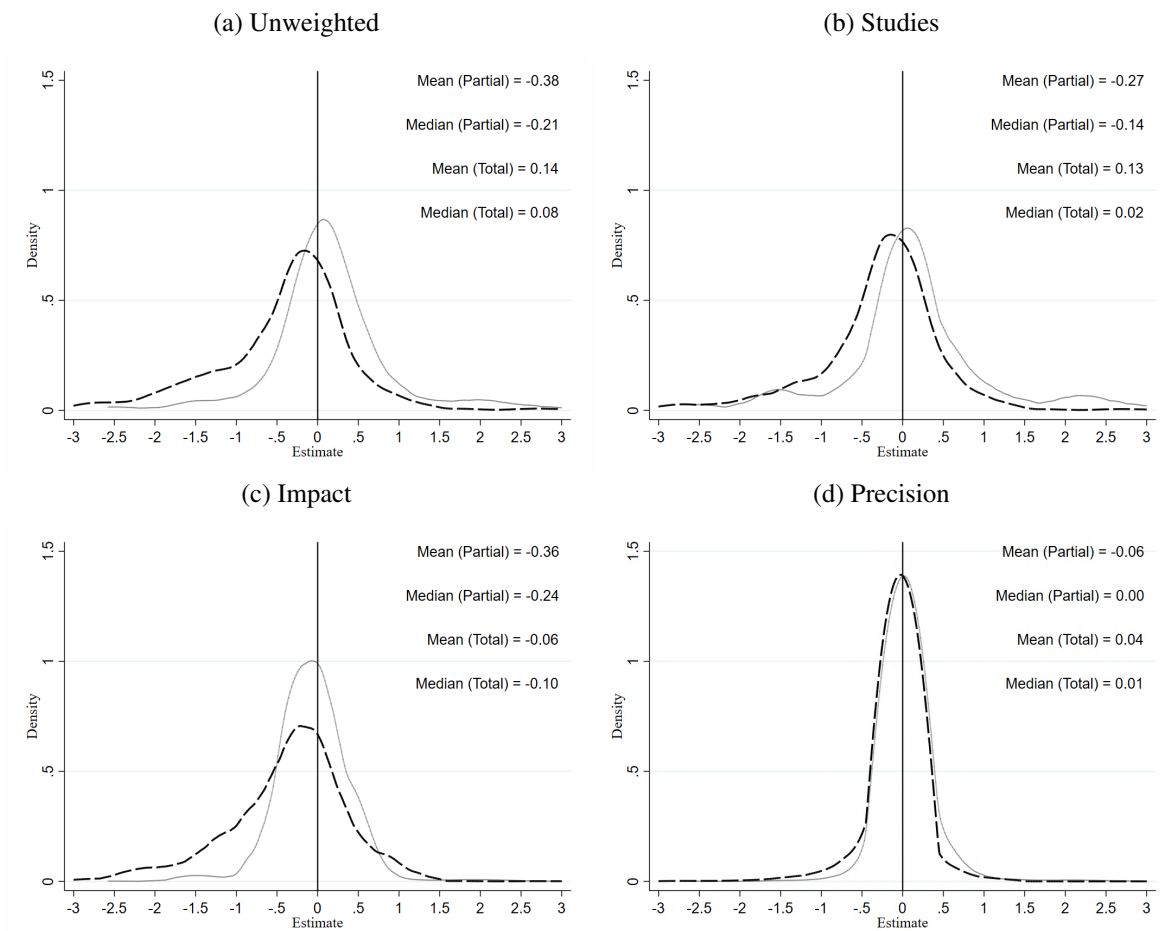 (a) Unweighted
1.5
1
.5
0
Density
Mean (Partial) = -0.38
Median (Partial) = -0.21
Mean (Total) = 0.14
Median (Total) = 0.08
-3 -2.5 -2 -1.5 -1 -.5 0 .5 1 1.5 2 2.5 3
Estimate
(b) Studies
1.5
1
.5
0
Density
Mean (Partial) = -0.27
Median (Partial) = -0.14
Mean (Total) = 0.13
Median (Total) = 0.02
-3 -2.5 -2 -1.5 -1 -.5 0 .5 1 1.5 2 2.5 3
Estimate
(c) Impact
1.5
1
.5
0
Density
Mean (Partial) = -0.36
Median (Partial) = -0.24
Mean (Total) = -0.06
Median (Total) = -0.10
-3 -2.5 -2 -1.5 -1 -.5 0 .5 1 1.5 2 2.5 3
Estimate
(d) Precision
1.5
1
.5
0
Density
Mean (Partial) = -0.06
Median (Partial) = 0.00
Mean (Total) = 0.04
Median (Total) = 0.01
-3 -2.5 -2 -1.5 -1 -.5 0 .5 1 1.5 2 2.5 3
Estimate